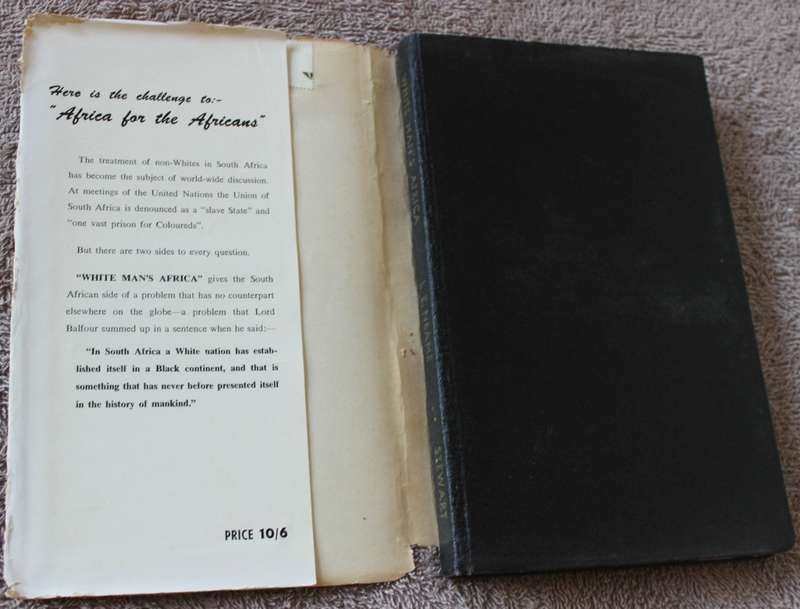 Here is the challenge to:-
"Africa for the Africans"
The treatment of non-Whites in South Africa
has become the subject of world-wide discussion.
At meetings of the United Nations the Union of
South Africa is denounced as a "slave State" and
"one vast prison for Coloureds".
But there are two sides to every question.
"WHITE MAN'S AFRICA" gives the South
African side of a problem that has no counterpart
elsewhere on the globe—a problem that Lord
Balfour summed up in a sentence when he said:—
"In South Africa a White nation has estab-
lished itself in a Black continent, and that is
something that has never before presented itself
in the history of mankind."
PRICE 10/6
WHITE MAN'S AFRICA
STEWART